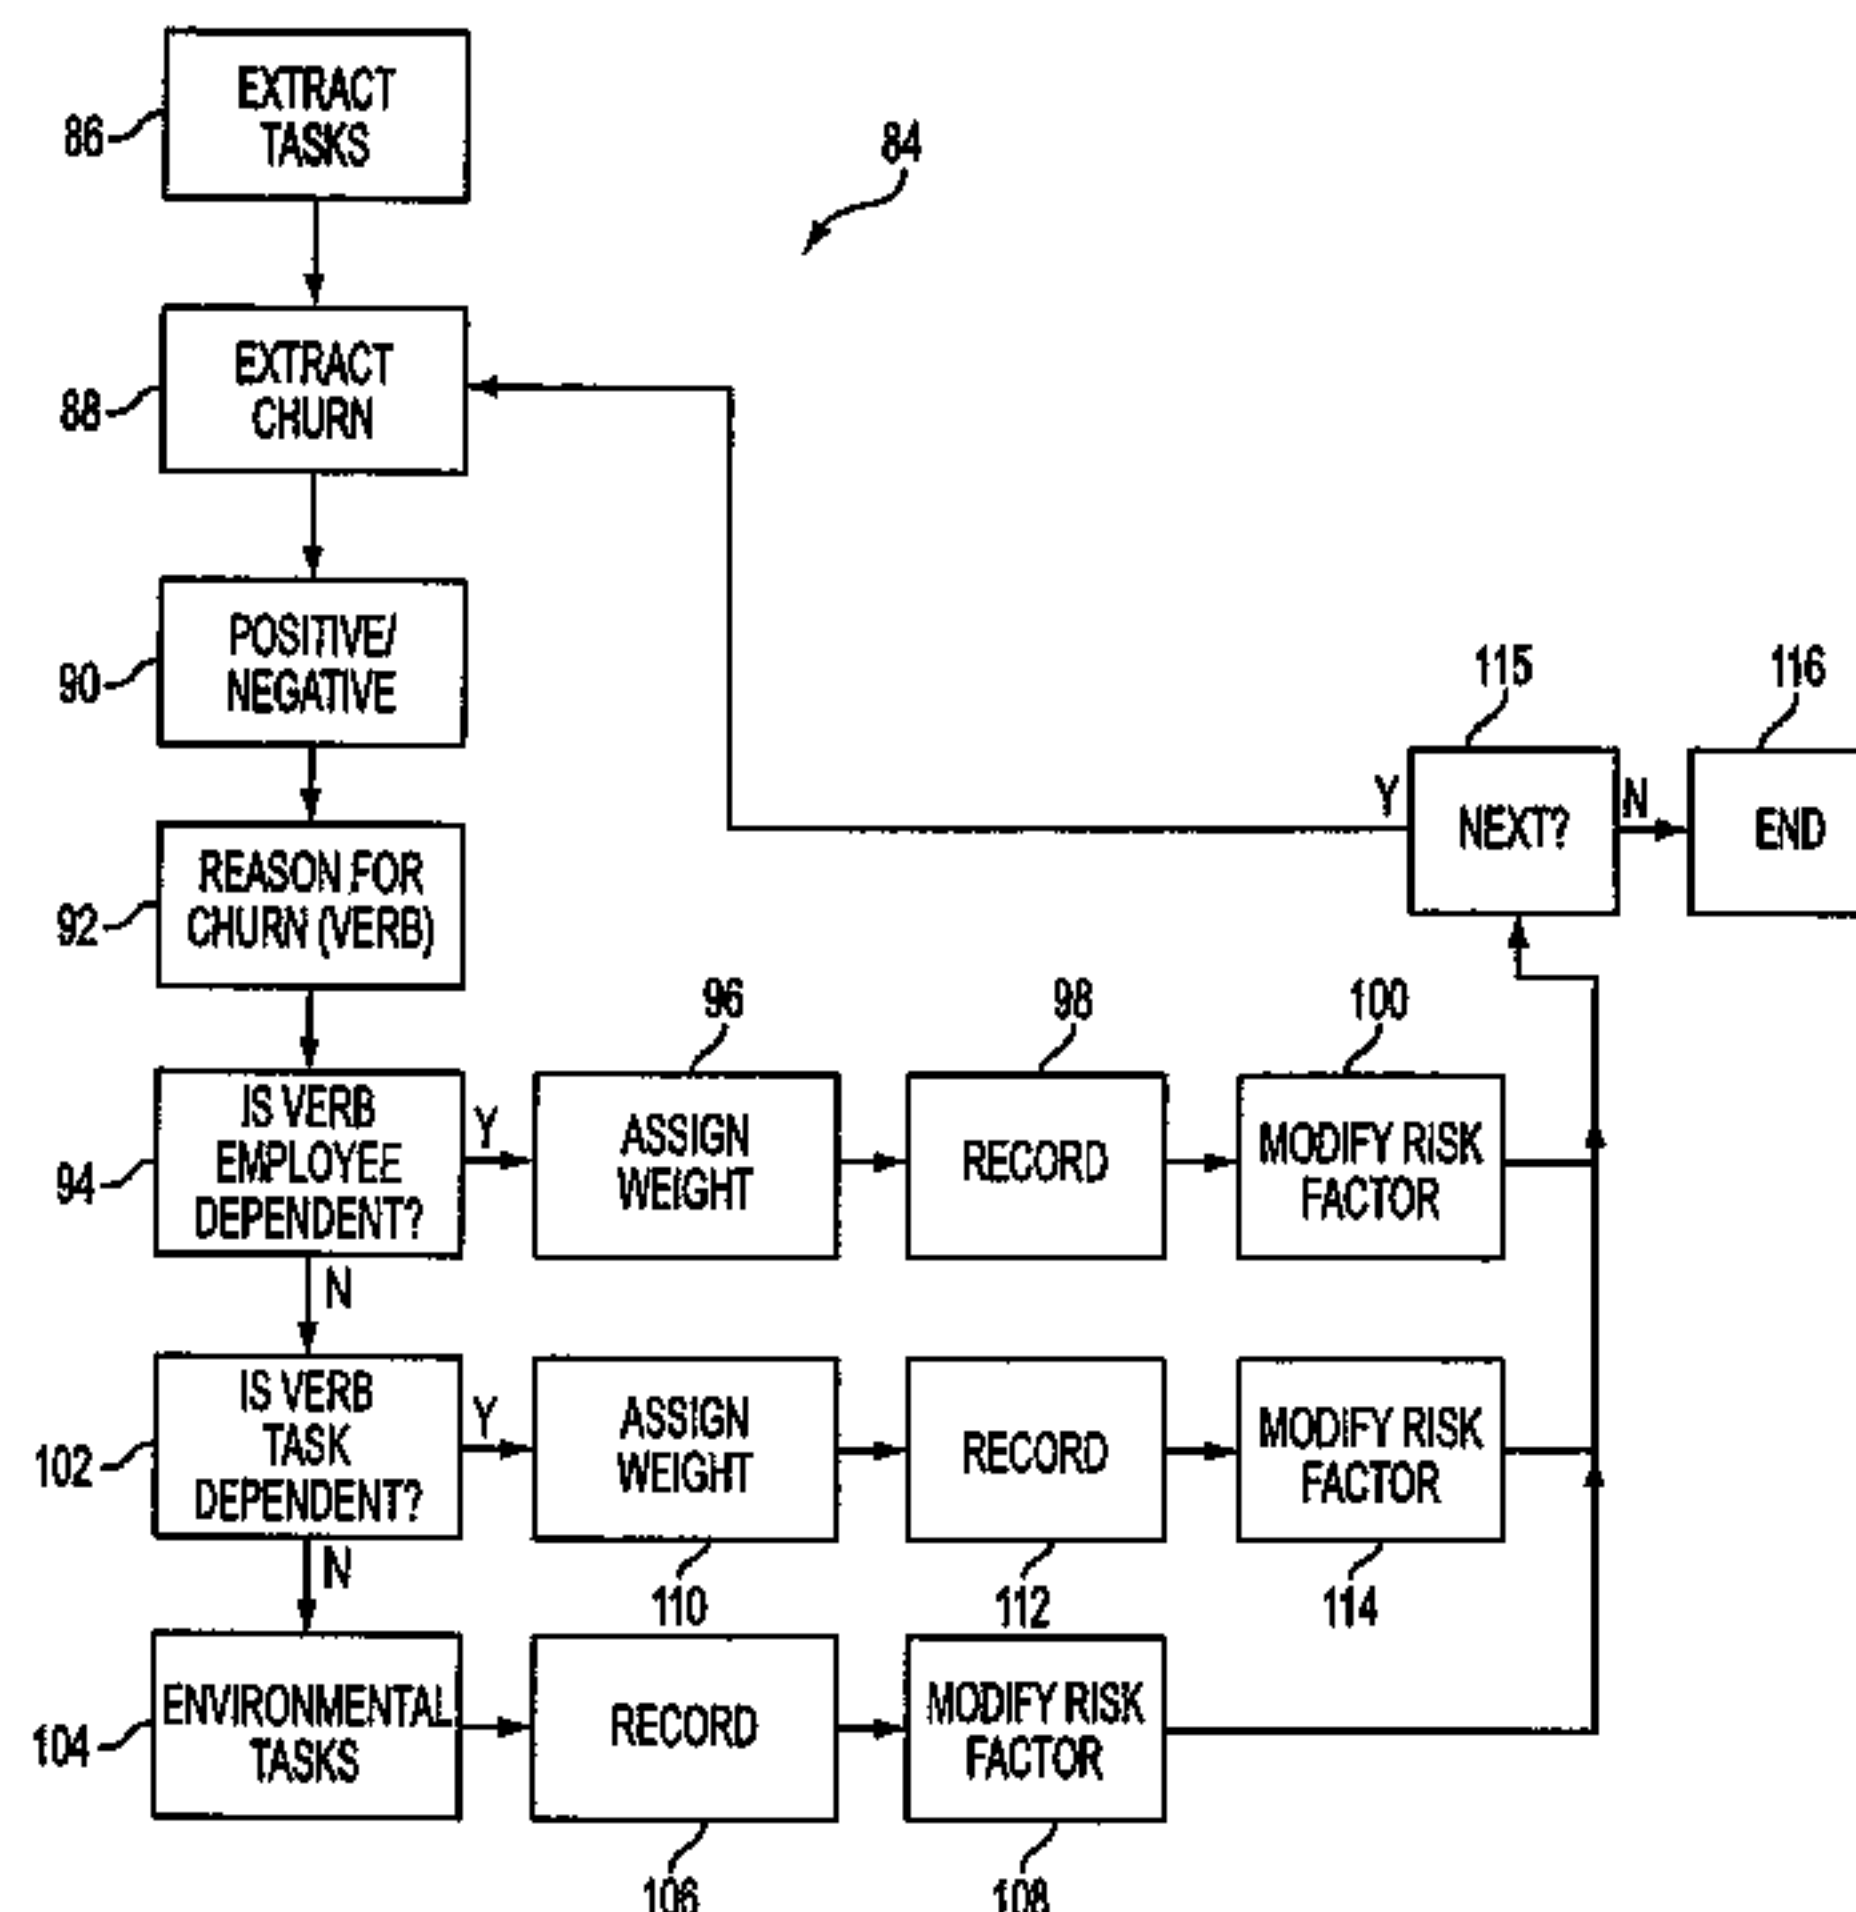 EXTRACT
TASKS
86
84
EXTRACT
CHURN
88
POSITIVE/
NEGATIVE
90
115
116
Y
NEXT?
N
END
REASON FOR
CHURN (VERB)
92
96
98
100
IS VERB
EMPLOYEE
DEPENDENT?
94
Y
ASSIGN
WEIGHT
RECORD
MODIFY RISK
FACTOR
N
IS VERB
TASK
DEPENDENT?
102
Y
ASSIGN
WEIGHT
RECORD
MODIFY RISK
FACTOR
N
110
112
114
ENVIRONMENTAL
TASKS
104
RECORD
MODIFY RISK
FACTOR
106
108